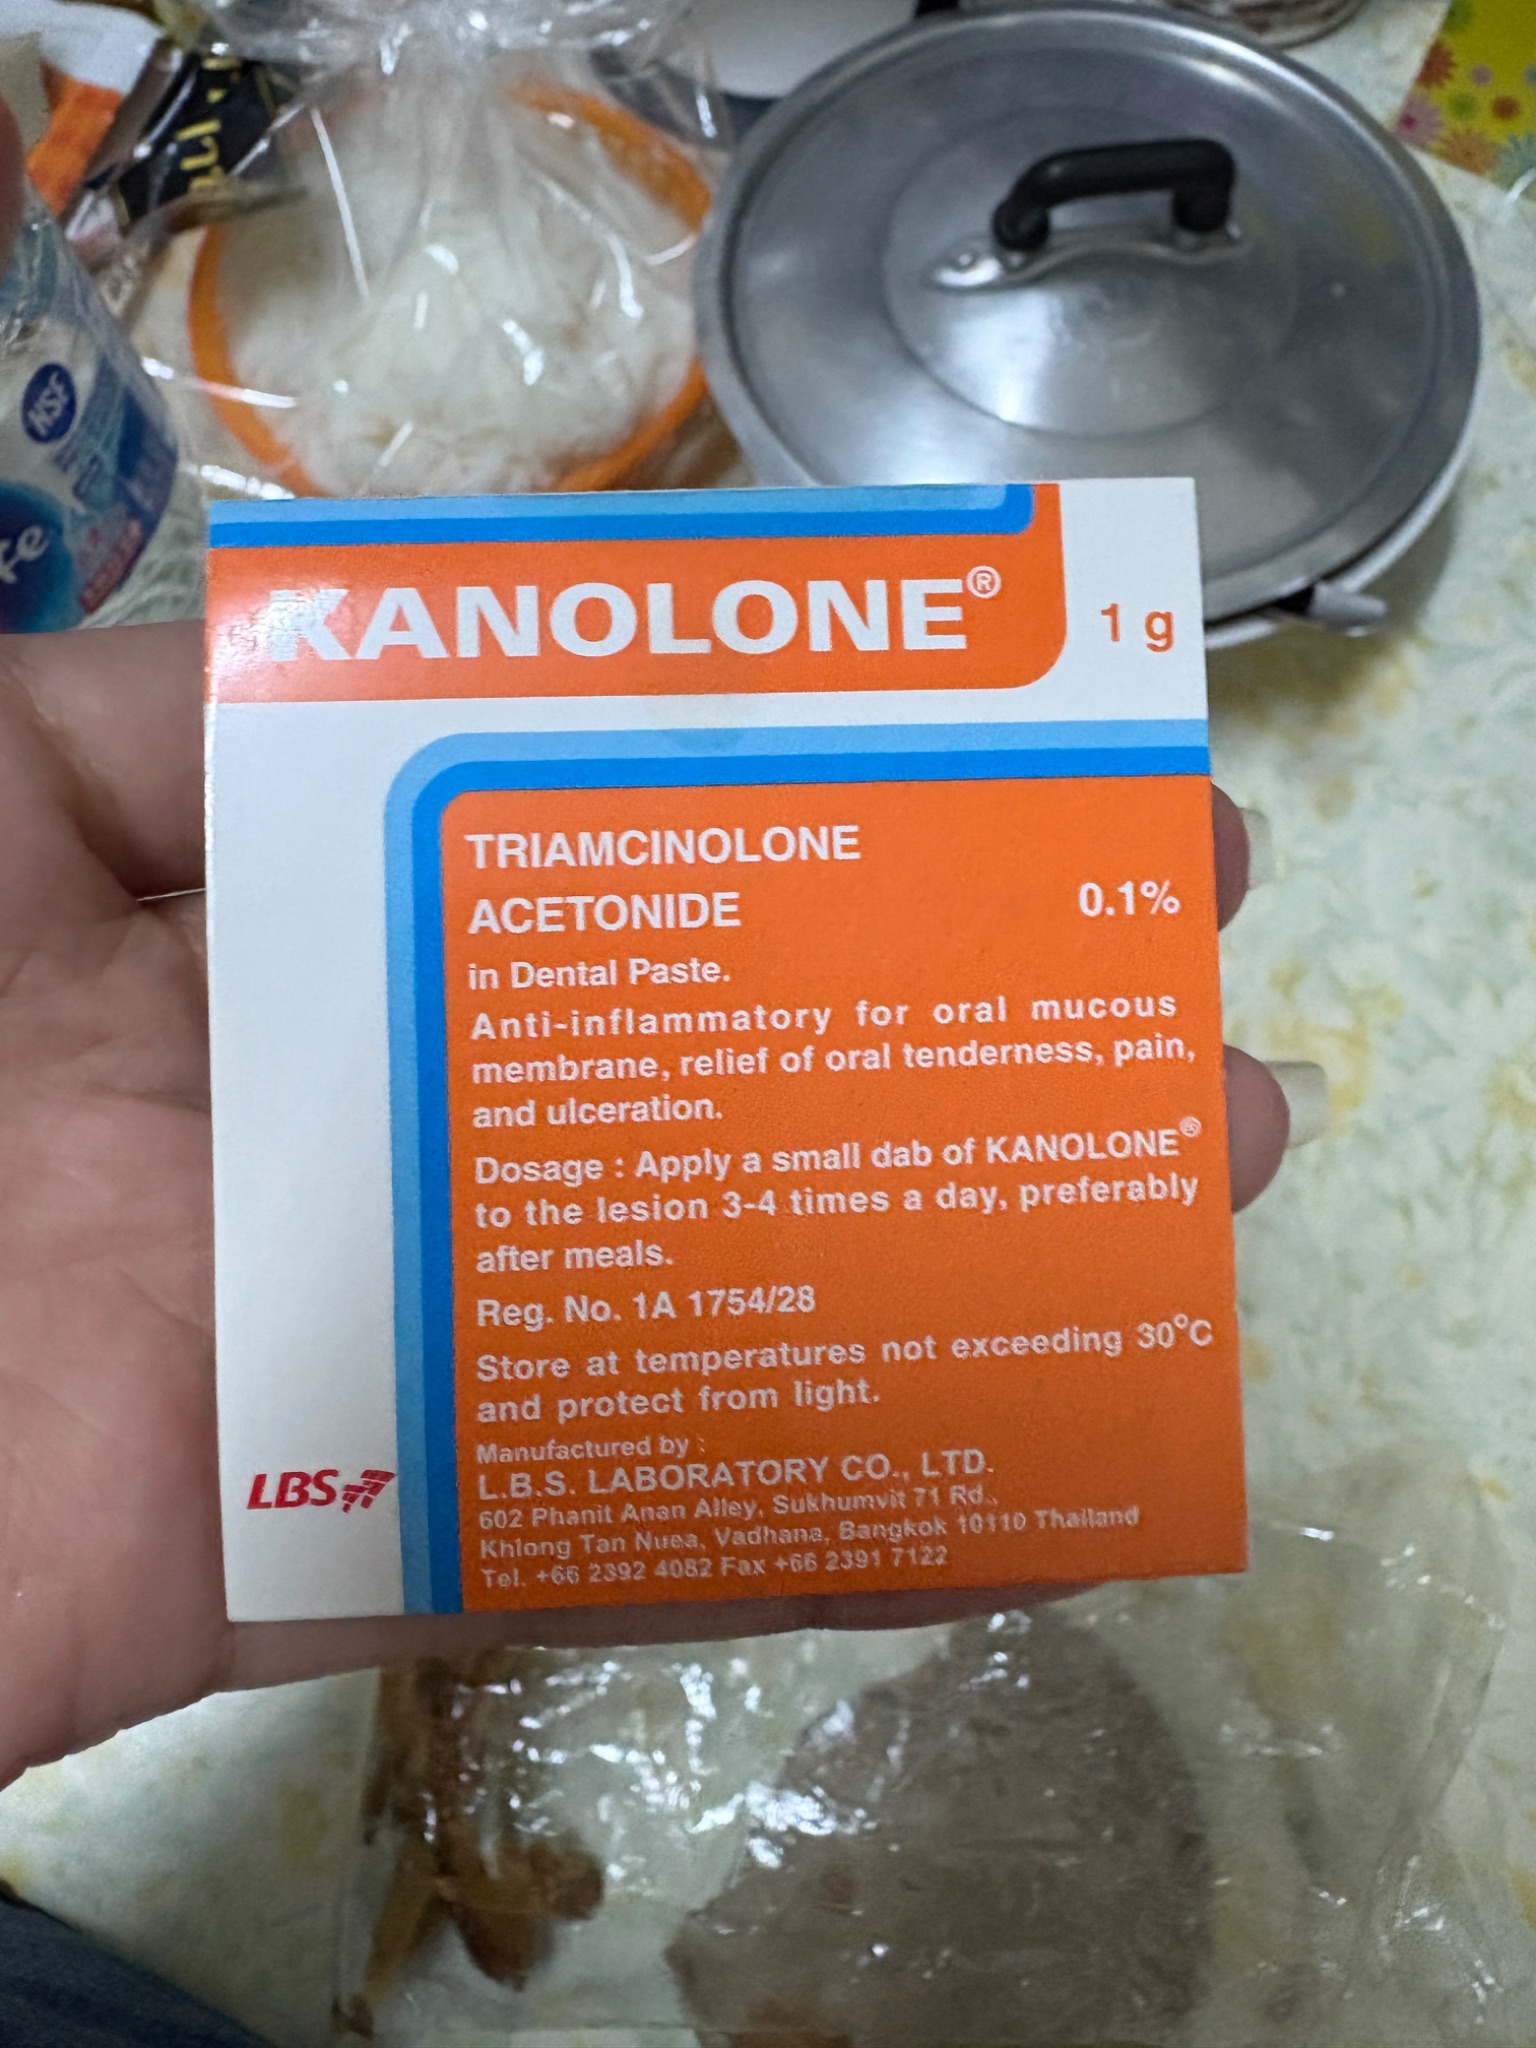 NSF
KANOLONE®
1 g
TRIAMCINOLONE
ACETONIDE 0.1%
in Dental Paste.
Anti-inflammatory for oral mucous
membrane, relief of oral tenderness, pain,
and ulceration.
Dosage : Apply a small dab of KANOLONE®
to the lesion 3-4 times a day, preferably
after meals.
Reg. No. 1A 1754/28
Store at temperatures not exceeding 30°C
and protect from light.
Manufactured by :
L.B.S. LABORATORY CO., LTD.
602 Phanit Anan Alley, Sukhumvit 71 Rd.,
Khlong Tan Nuea, Vadhana, Bangkok 10110 Thailand
Tel. +66 2392 4082 Fax +66 2391 7122
LBS